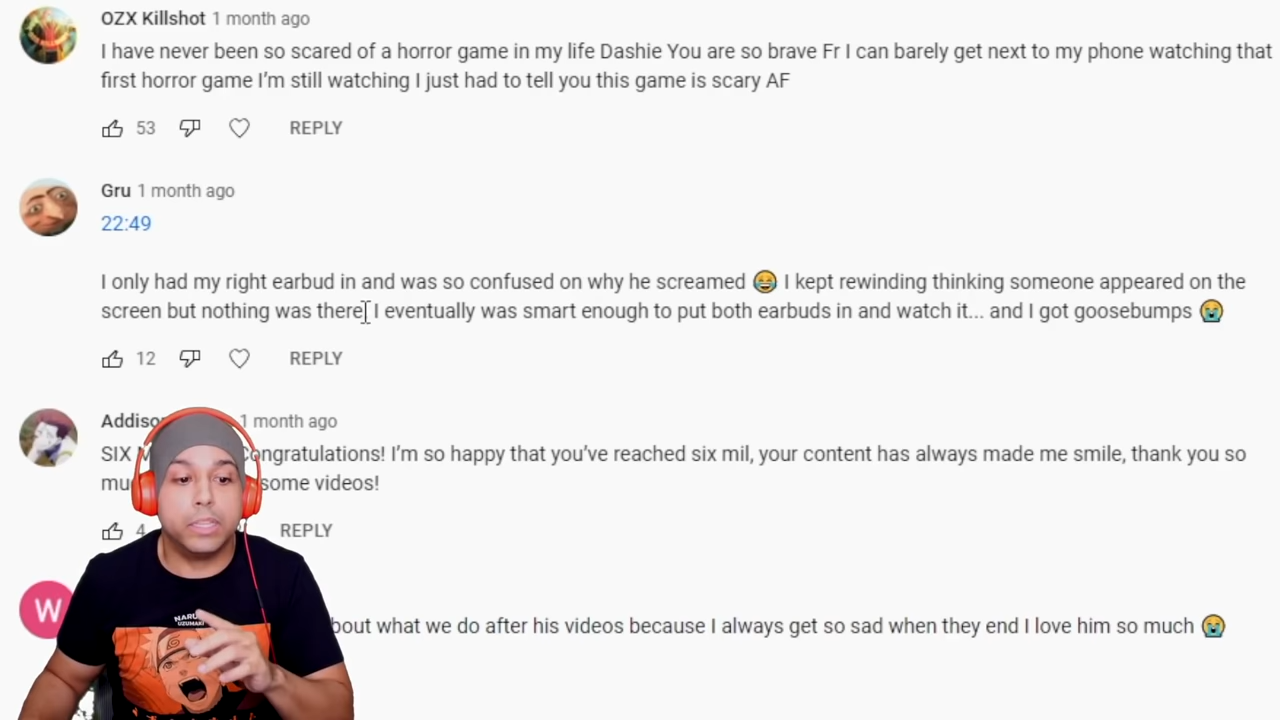 OZX Killshot 1 month ago
I have never been so scared of a horror game in my life Dashie You are so brave Fr I can barely get next to my phone watching that
first horror game I'm still watching I just had to tell you this game is scary AF
53 REPLY
Gru 1 month ago
22:49
I only had my right earbud in and was so confused on why he screamed 😂 I kept rewinding thinking someone appeared on the
screen but nothing was there I eventually was smart enough to put both earbuds in and watch it... and I got goosebumps 😭
12 REPLY
1 month ago
SIX Congratulations! I'm so happy that you've reached six mil, your content has always made me smile, thank you so
videos!
4 REPLY
W
what we do after his videos because I always get so sad when they end I love him so much 😭
NARUTO
UZUMAKI